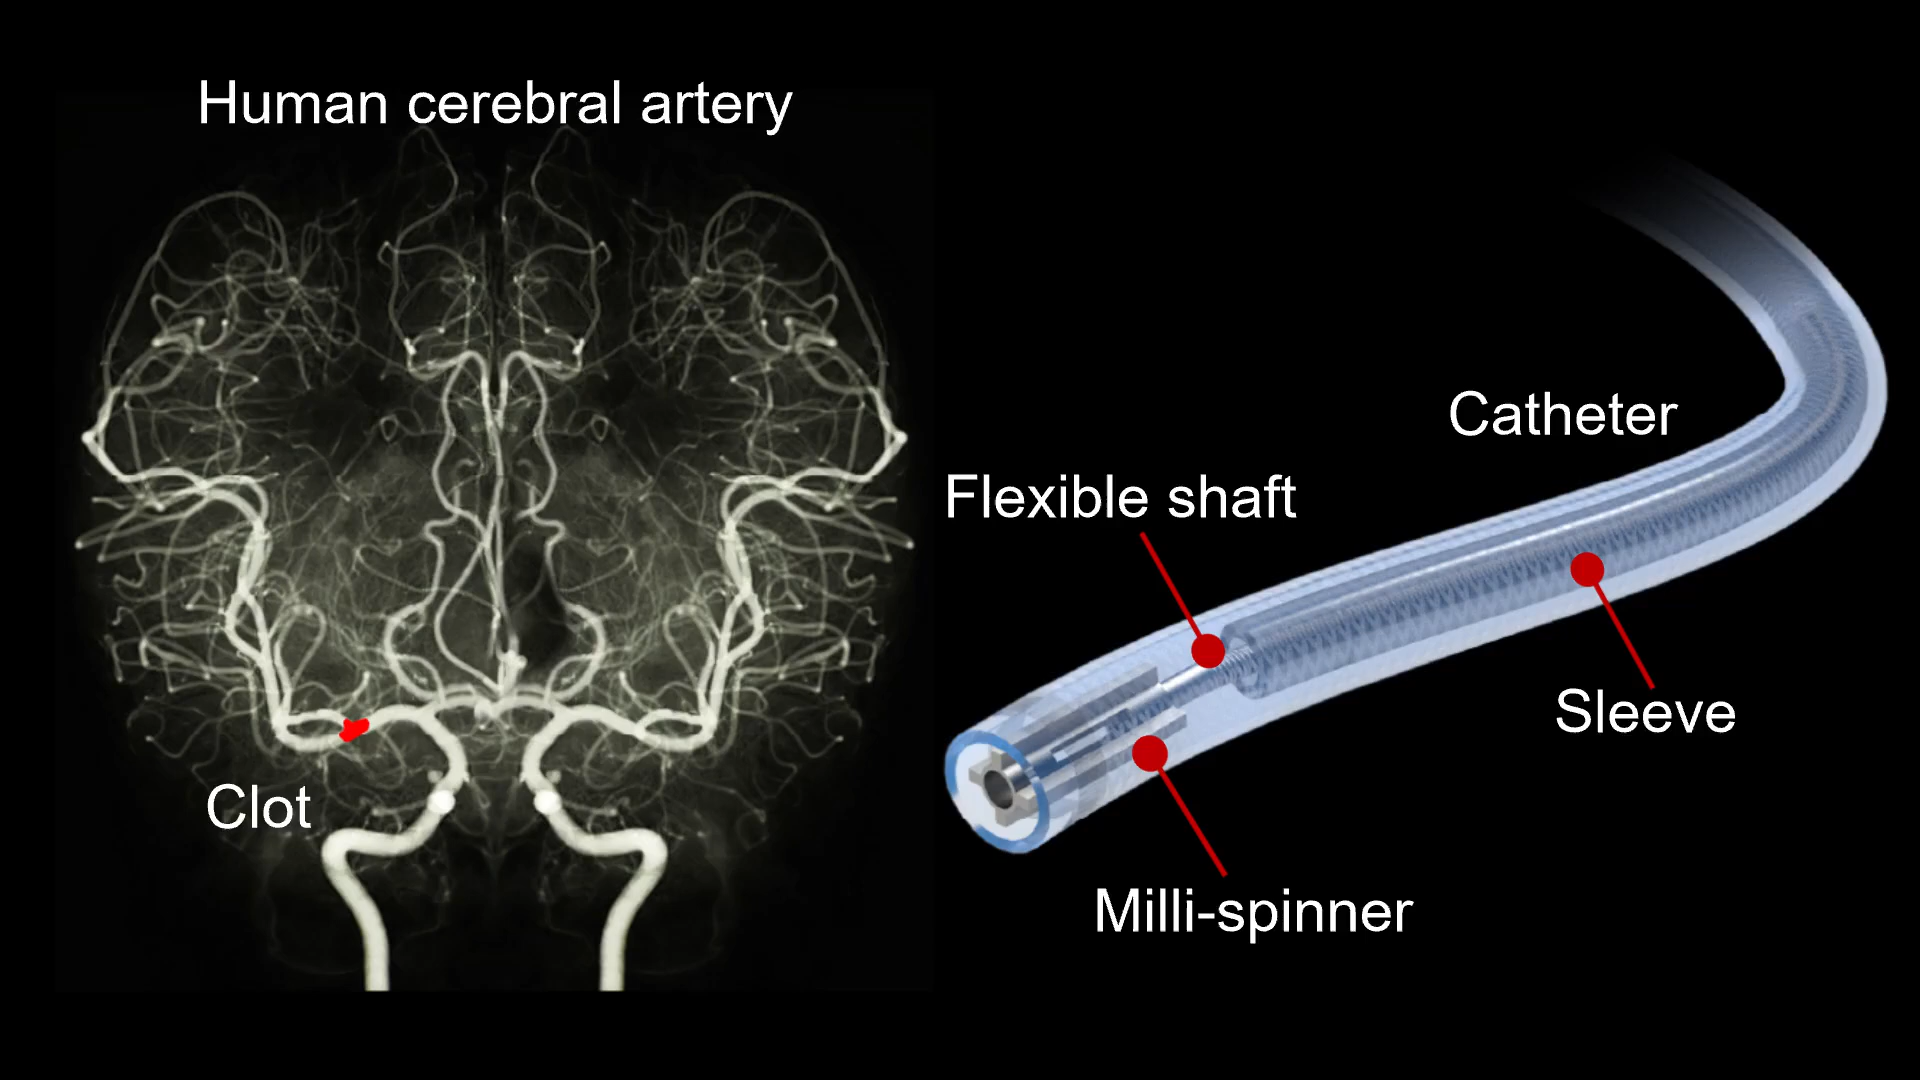 Human cerebral artery
Clot
Catheter
Flexible shaft
Sleeve
Milli-spinner